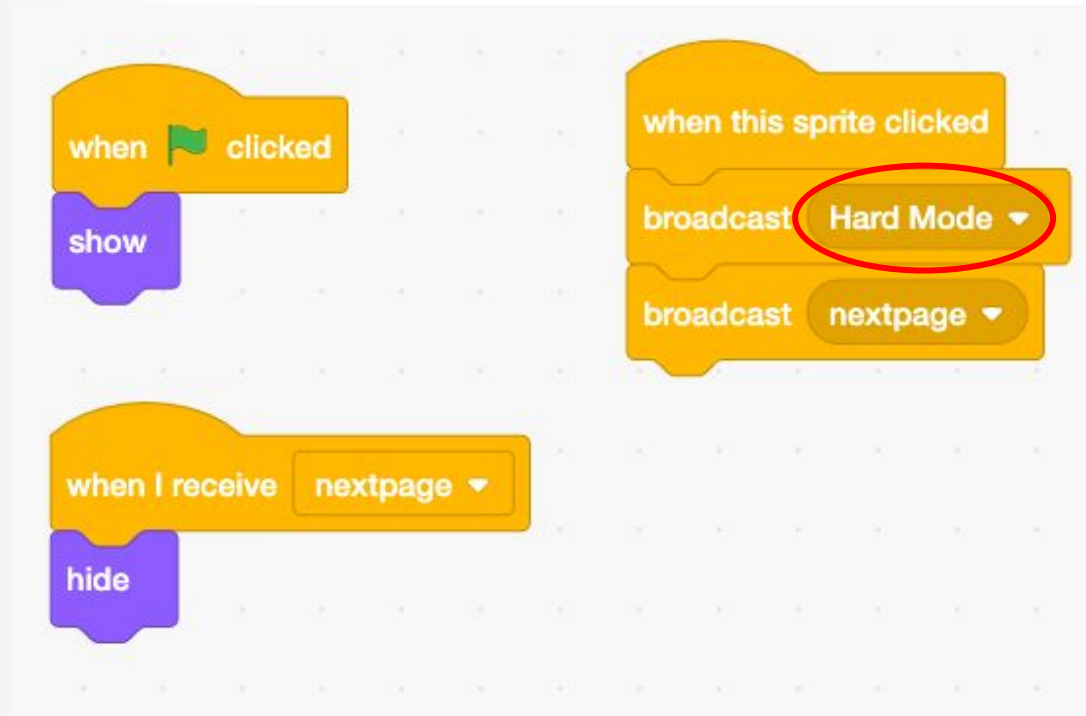 when clicked
show
when this sprite clicked
broadcast Hard Mode
broadcast nextpage
when I receive nextpage
hide